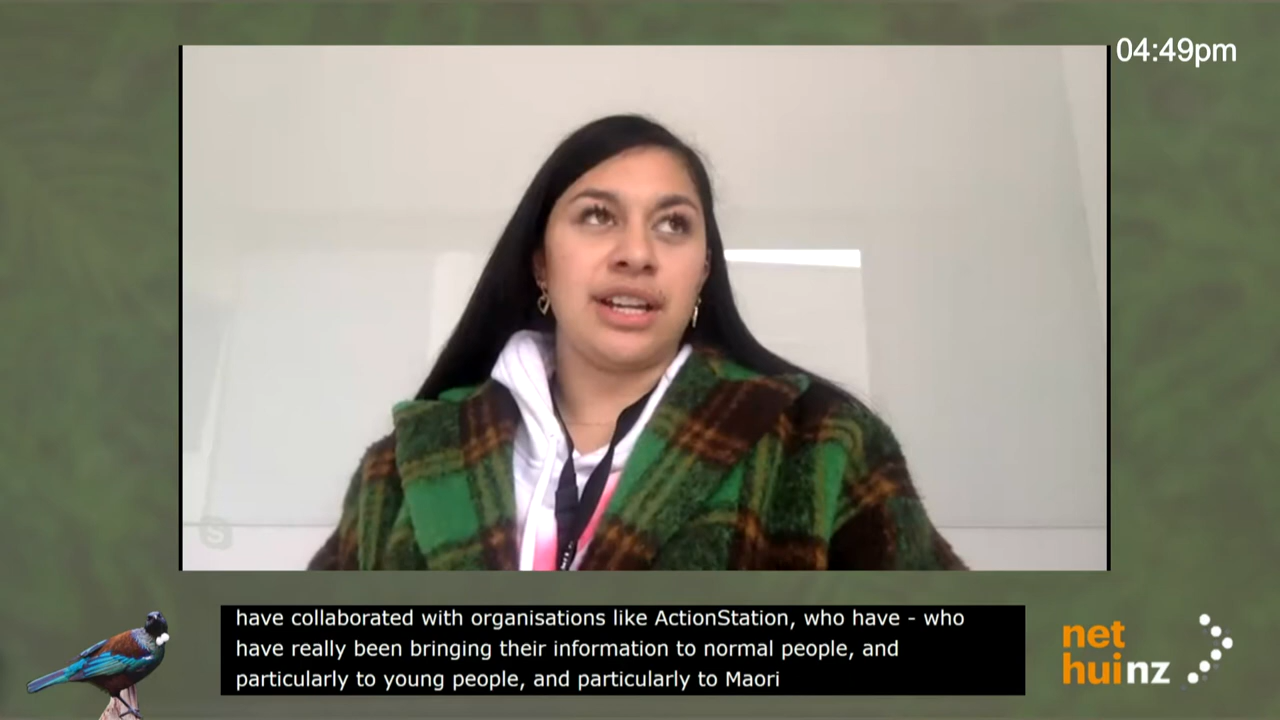 04:49pm
have collaborated with organisations like ActionStation, who have - who
have really been bringing their information to normal people, and
particularly to young people, and particularly to Maori
net
huinz